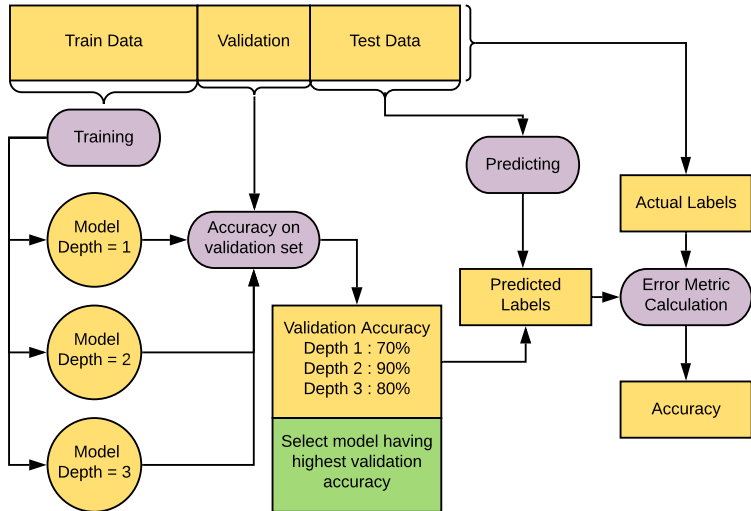 Train Data
Validation
Test Data
Training
Predicting
Actual Labels
Model
Depth = 1
Accuracy on
validation set
Predicted
Labels
Error Metric
Calculation
Model
Depth = 2
Validation Accuracy
Depth 1 : 70%
Depth 2 : 90%
Depth 3 : 80%
Accuracy
Model
Depth = 3
Select model having
highest validation
accuracy